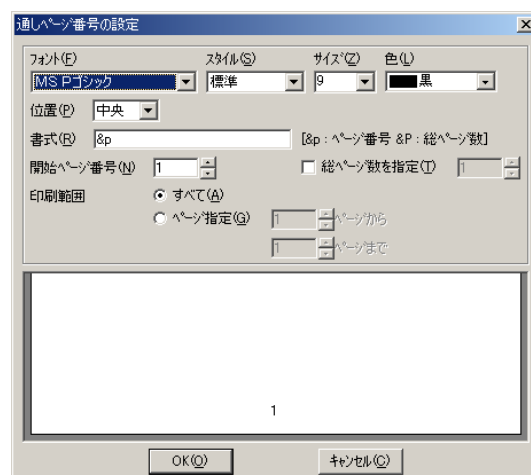 通しﾍﾟｰｼﾞ番号の設定
ﾌｫﾝﾄ(F) ｽﾀｲﾙ(S) ｻｲｽﾞ(Z) 色(L)
MS Pゴシック 標準 9 黒
位置(P) 中央
書式(R) &p [&p : ﾍﾟｰｼﾞ番号 &P : 総ﾍﾟｰｼﾞ数]
開始ﾍﾟｰｼﾞ番号(N) 1 総ﾍﾟｰｼﾞ数を指定(T) 1
印刷範囲 すべて(A)
ﾍﾟｰｼﾞ指定(G) 1 ﾍﾟｰｼﾞから
1 ﾍﾟｰｼﾞまで
1
OK(O) ｷｬﾝｾﾙ(C)